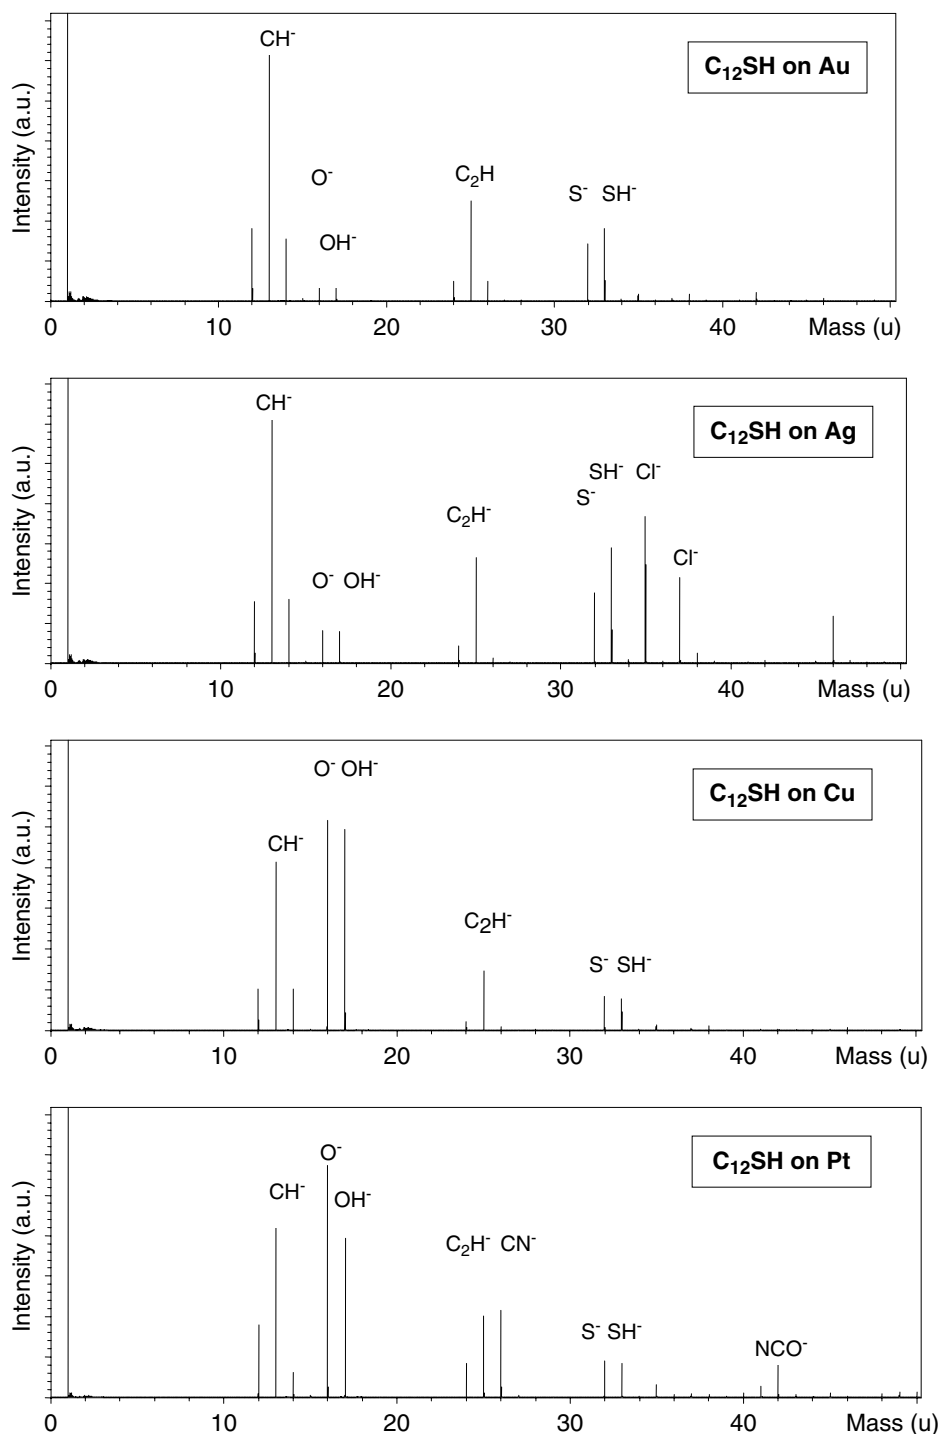 CH⁻
C₁₂SH on Au
O⁻
C₂H
S⁻ SH⁻
OH⁻
Intensity (a.u.)
0 10 20 30 40 Mass (u)
CH⁻
C₁₂SH on Ag
SH⁻ Cl⁻
S⁻
C₂H⁻
Cl⁻
O⁻ OH⁻
Intensity (a.u.)
0 10 20 30 40 Mass (u)
O⁻ OH⁻
C₁₂SH on Cu
CH⁻
C₂H⁻
S⁻ SH⁻
Intensity (a.u.)
0 10 20 30 40 Mass (u)
O⁻
C₁₂SH on Pt
CH⁻
OH⁻
C₂H⁻ CN⁻
S⁻ SH⁻
NCO⁻
Intensity (a.u.)
0 10 20 30 40 Mass (u)